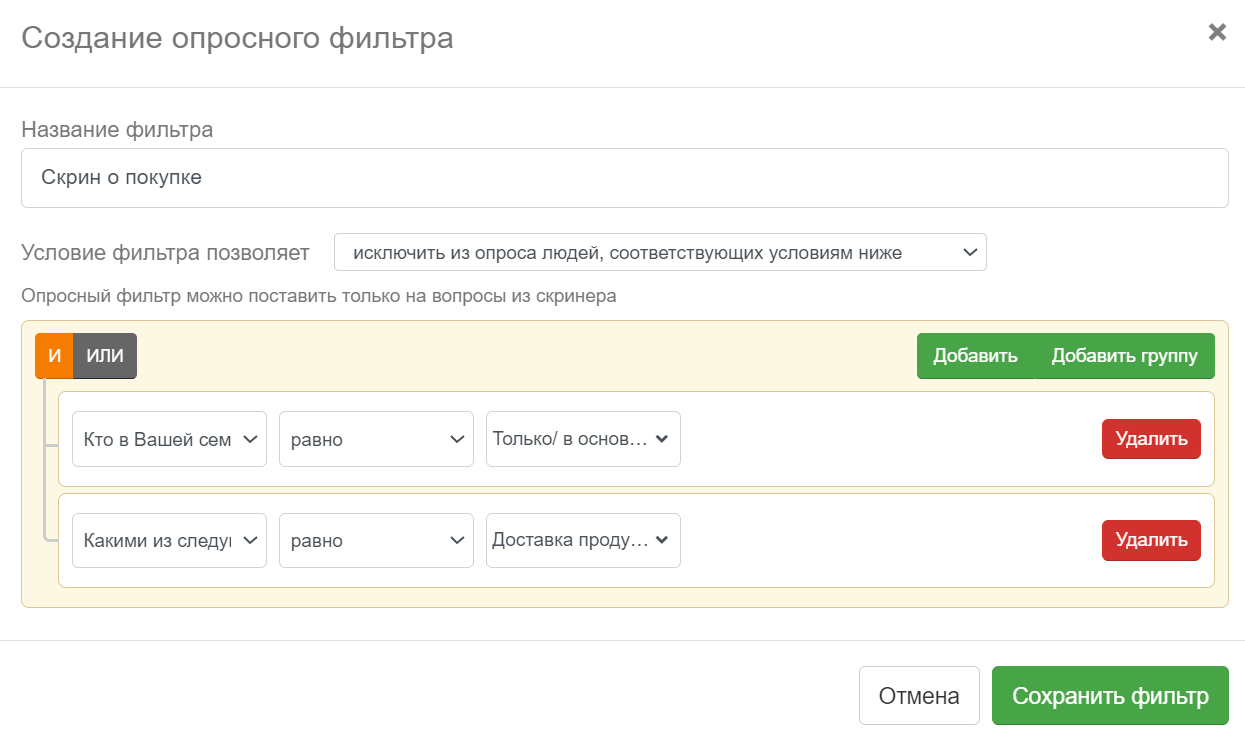 Создание опросного фильтра
Название фильтра
Скрин о покупке
Условие фильтра позволяет исключить из опроса людей, соответствующих условиям ниже
Опросный фильтр можно поставить только на вопросы из скринера
И ИЛИ Добавить Добавить группу
Кто в Вашей сем равно Только/ в основ... Удалить
Какими из следу равно Доставка проду... Удалить
Отмена Сохранить фильтр